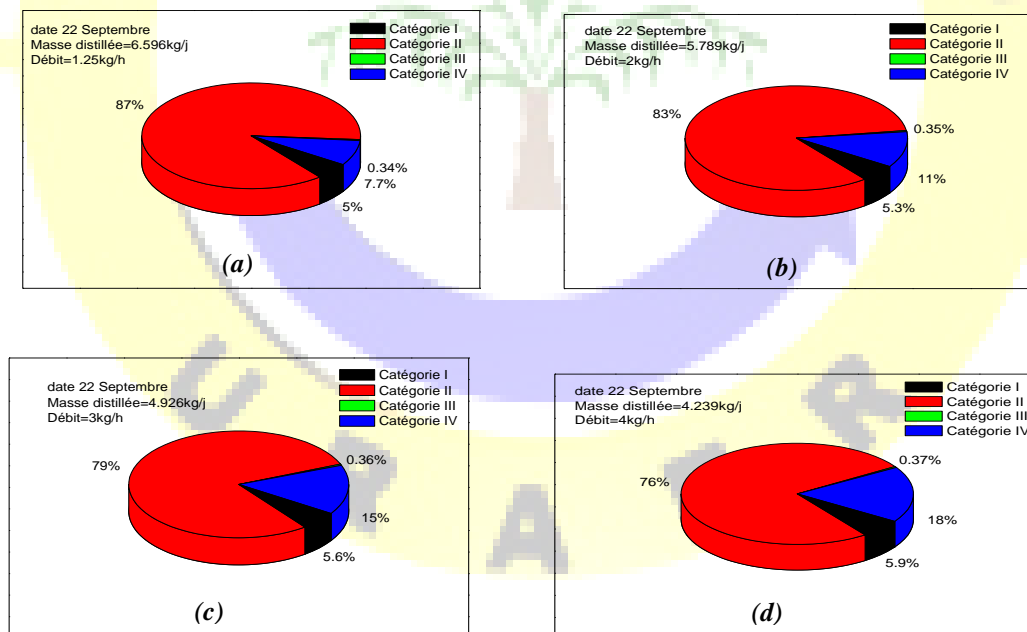 date 22 Septembre
Masse distillée=6.596kg/j
Débit=1.25kg/h
Catégorie I
Catégorie II
Catégorie III
Catégorie IV
87%
0.34%
7.7%
5%
(a)
date 22 Septembre
Masse distillée=5.789kg/j
Débit=2kg/h
Catégorie I
Catégorie II
Catégorie III
Catégorie IV
83%
0.35%
11%
5.3%
(b)
date 22 Septembre
Masse distillée=4.926kg/j
Débit=3kg/h
Catégorie I
Catégorie II
Catégorie III
Catégorie IV
79%
0.36%
15%
5.6%
(c)
date 22 Septembre
Masse distillée=4.239kg/j
Débit=4kg/h
Catégorie I
Catégorie II
Catégorie III
Catégorie IV
76%
0.37%
18%
5.9%
(d)